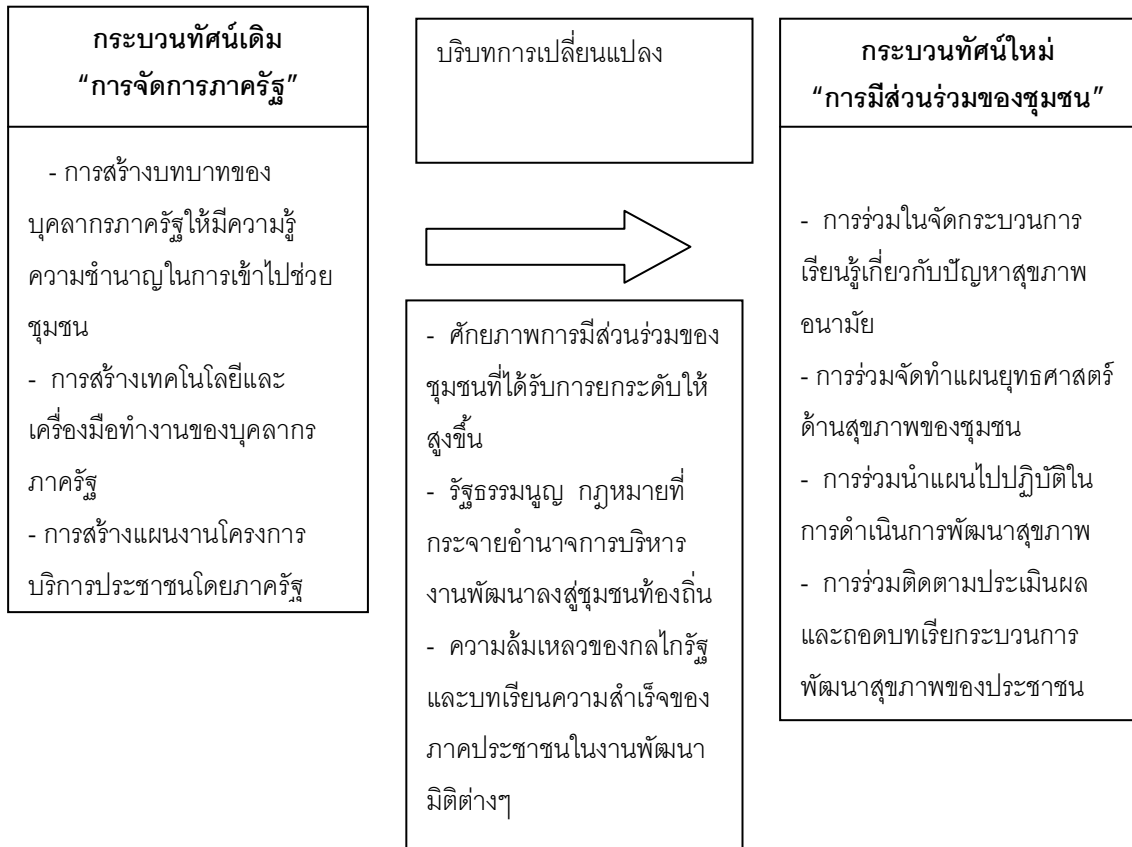 กระบวนทัศน์เดิม
“การจัดการภาครัฐ”
- การสร้างบทบาทของ
บุคลากรภาครัฐให้มีความรู้
ความชำนาญในการเข้าไปช่วย
ชุมชน
- การสร้างเทคโนโลยีและ
เครื่องมือทำงานของบุคลากร
ภาครัฐ
- การสร้างแผนงานโครงการ
บริการประชาชนโดยภาครัฐ
บริบทการเปลี่ยนแปลง
- ศักยภาพการมีส่วนร่วมของ
ชุมชนที่ได้รับการยกระดับให้
สูงขึ้น
- รัฐธรรมนูญ กฎหมายที่
กระจายอำนาจการบริหาร
งานพัฒนาลงสู่ชุมชนท้องถิ่น
- ความล้มเหลวของกลไกรัฐ
และบทเรียนความสำเร็จของ
ภาคประชาชนในงานพัฒนา
มิติต่างๆ
กระบวนทัศน์ใหม่
“การมีส่วนร่วมของชุมชน”
- การร่วมในจัดกระบวนการ
เรียนรู้เกี่ยวกับปัญหาสุขภาพ
อนามัย
- การร่วมจัดทำแผนยุทธศาสตร์
ด้านสุขภาพของชุมชน
- การร่วมนำแผนไปปฏิบัติใน
การดำเนินการพัฒนาสุขภาพ
- การร่วมติดตามประเมินผล
และถอดบทเรียกระบวนการ
พัฒนาสุขภาพของประชาชน